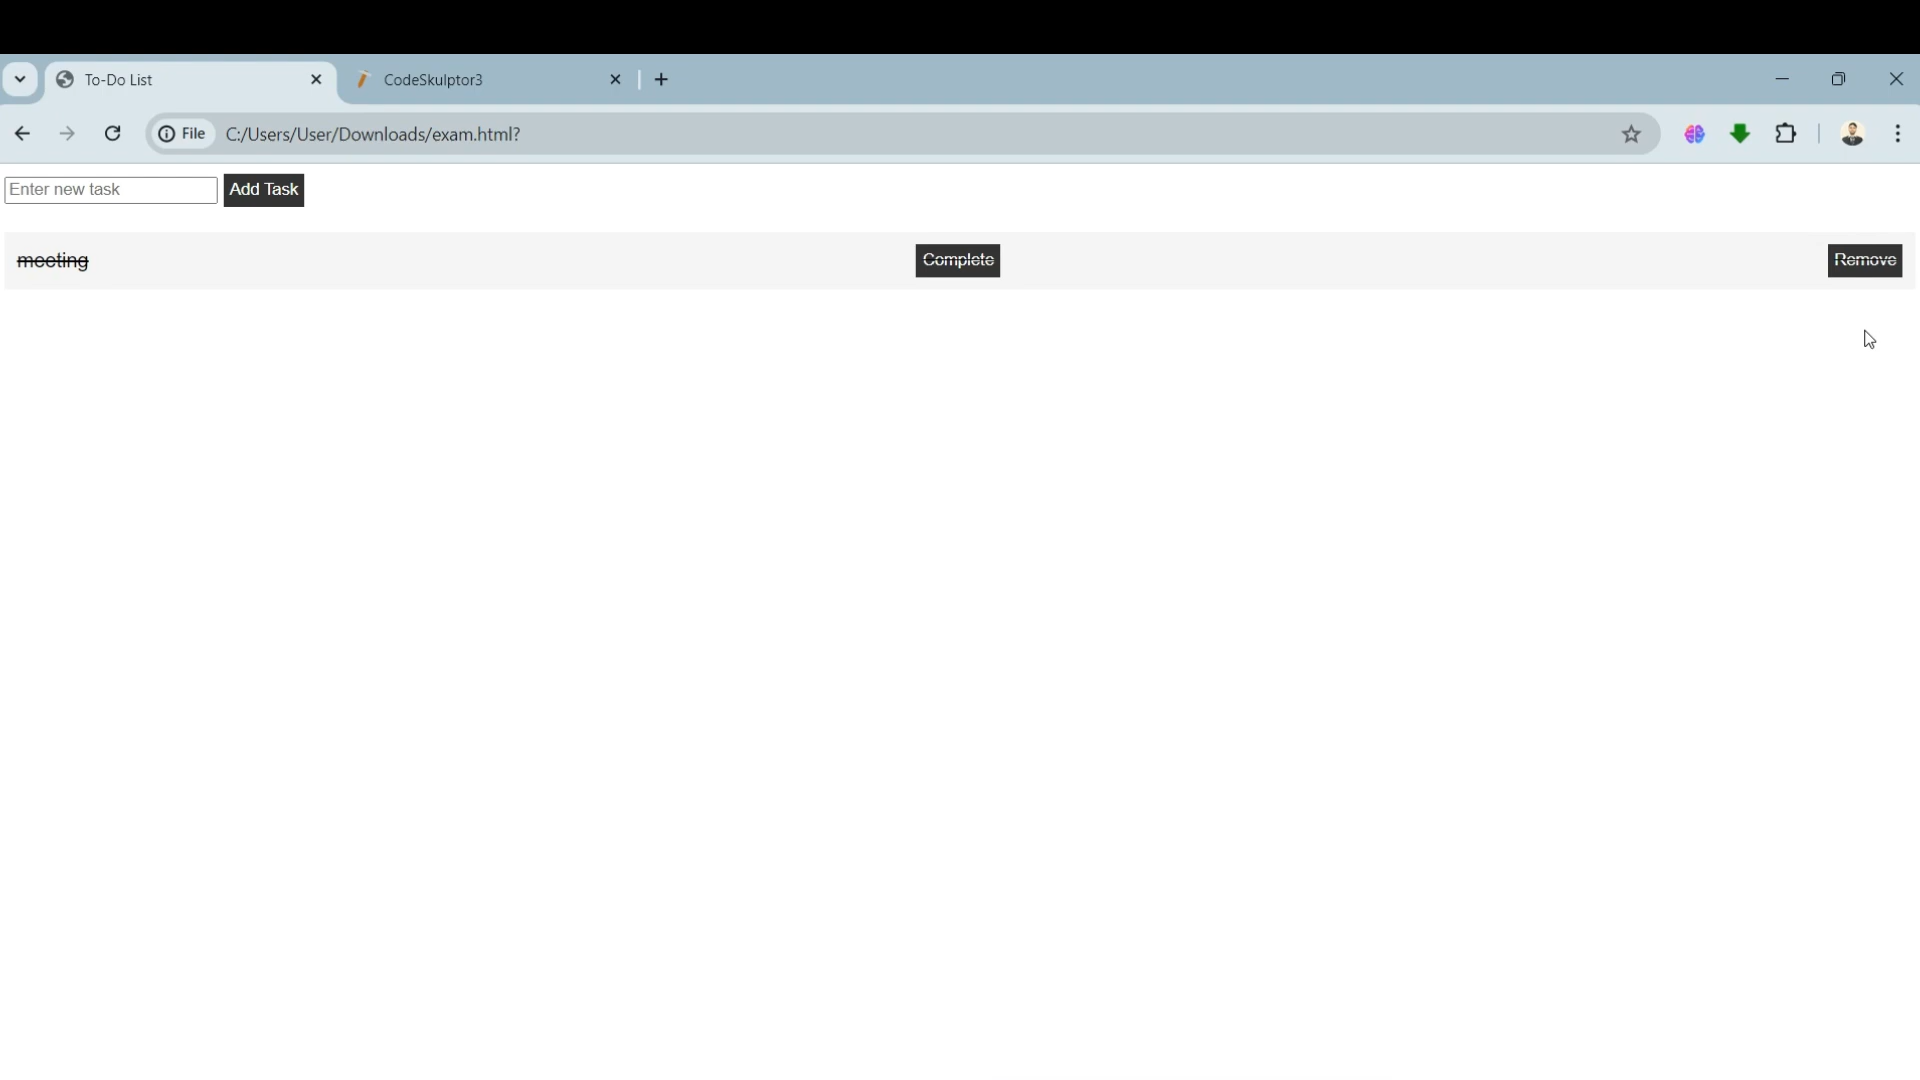 To-Do List
CodeSkulptor3
File C:/Users/User/Downloads/exam.html?
Enter new task Add Task
meeting Complete Remove